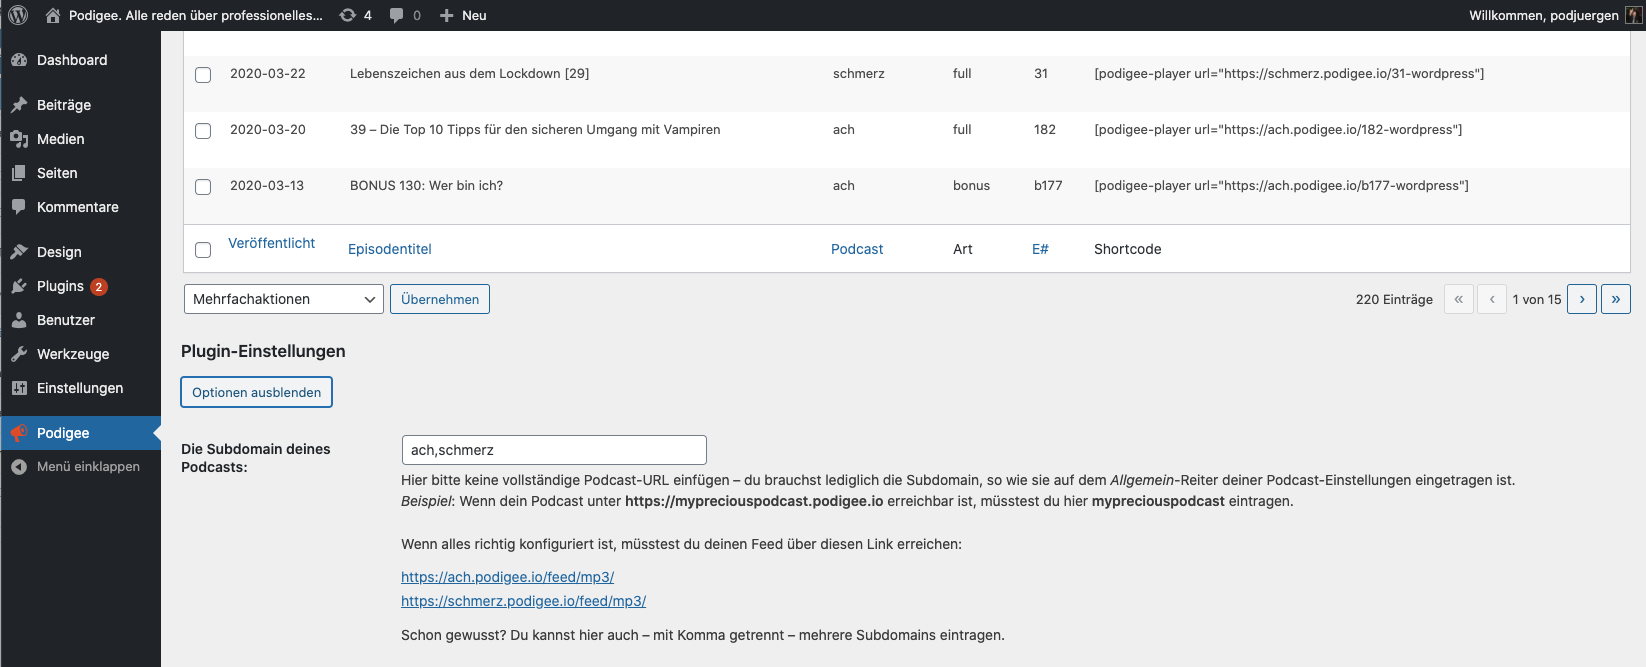 Podigee. Alle reden über professionelles... 4 0 Neu Willkommen, podjuergen
Dashboard
Beiträge
Medien
Seiten
Kommentare
Design
Plugins 2
Benutzer
Werkzeuge
Einstellungen
Podigee
Menü einklappen
2020-03-22 Lebenszeichen aus dem Lockdown [29] schmerz full 31 [podigee-player url="https://schmerz.podigee.io/31-wordpress"]
2020-03-20 39 – Die Top 10 Tipps für den sicheren Umgang mit Vampiren ach full 182 [podigee-player url="https://ach.podigee.io/182-wordpress"]
2020-03-13 BONUS 130: Wer bin ich? ach bonus b177 [podigee-player url="https://ach.podigee.io/b177-wordpress"]
Veröffentlicht Episodentitel Podcast Art E# Shortcode
Mehrfachaktionen Übernehmen 220 Einträge « ‹ 1 von 15 › »
Plugin-Einstellungen
Optionen ausblenden
Die Subdomain deines
Podcasts:
ach,schmerz
Hier bitte keine vollständige Podcast-URL einfügen – du brauchst lediglich die Subdomain, so wie sie auf dem Allgemein-Reiter deiner Podcast-Einstellungen eingetragen ist.
Beispiel: Wenn dein Podcast unter https://mypreciouspodcast.podigee.io erreichbar ist, müsstest du hier mypreciouspodcast eintragen.
Wenn alles richtig konfiguriert ist, müsstest du deinen Feed über diesen Link erreichen:
https://ach.podigee.io/feed/mp3/
https://schmerz.podigee.io/feed/mp3/
Schon gewusst? Du kannst hier auch – mit Komma getrennt – mehrere Subdomains eintragen.